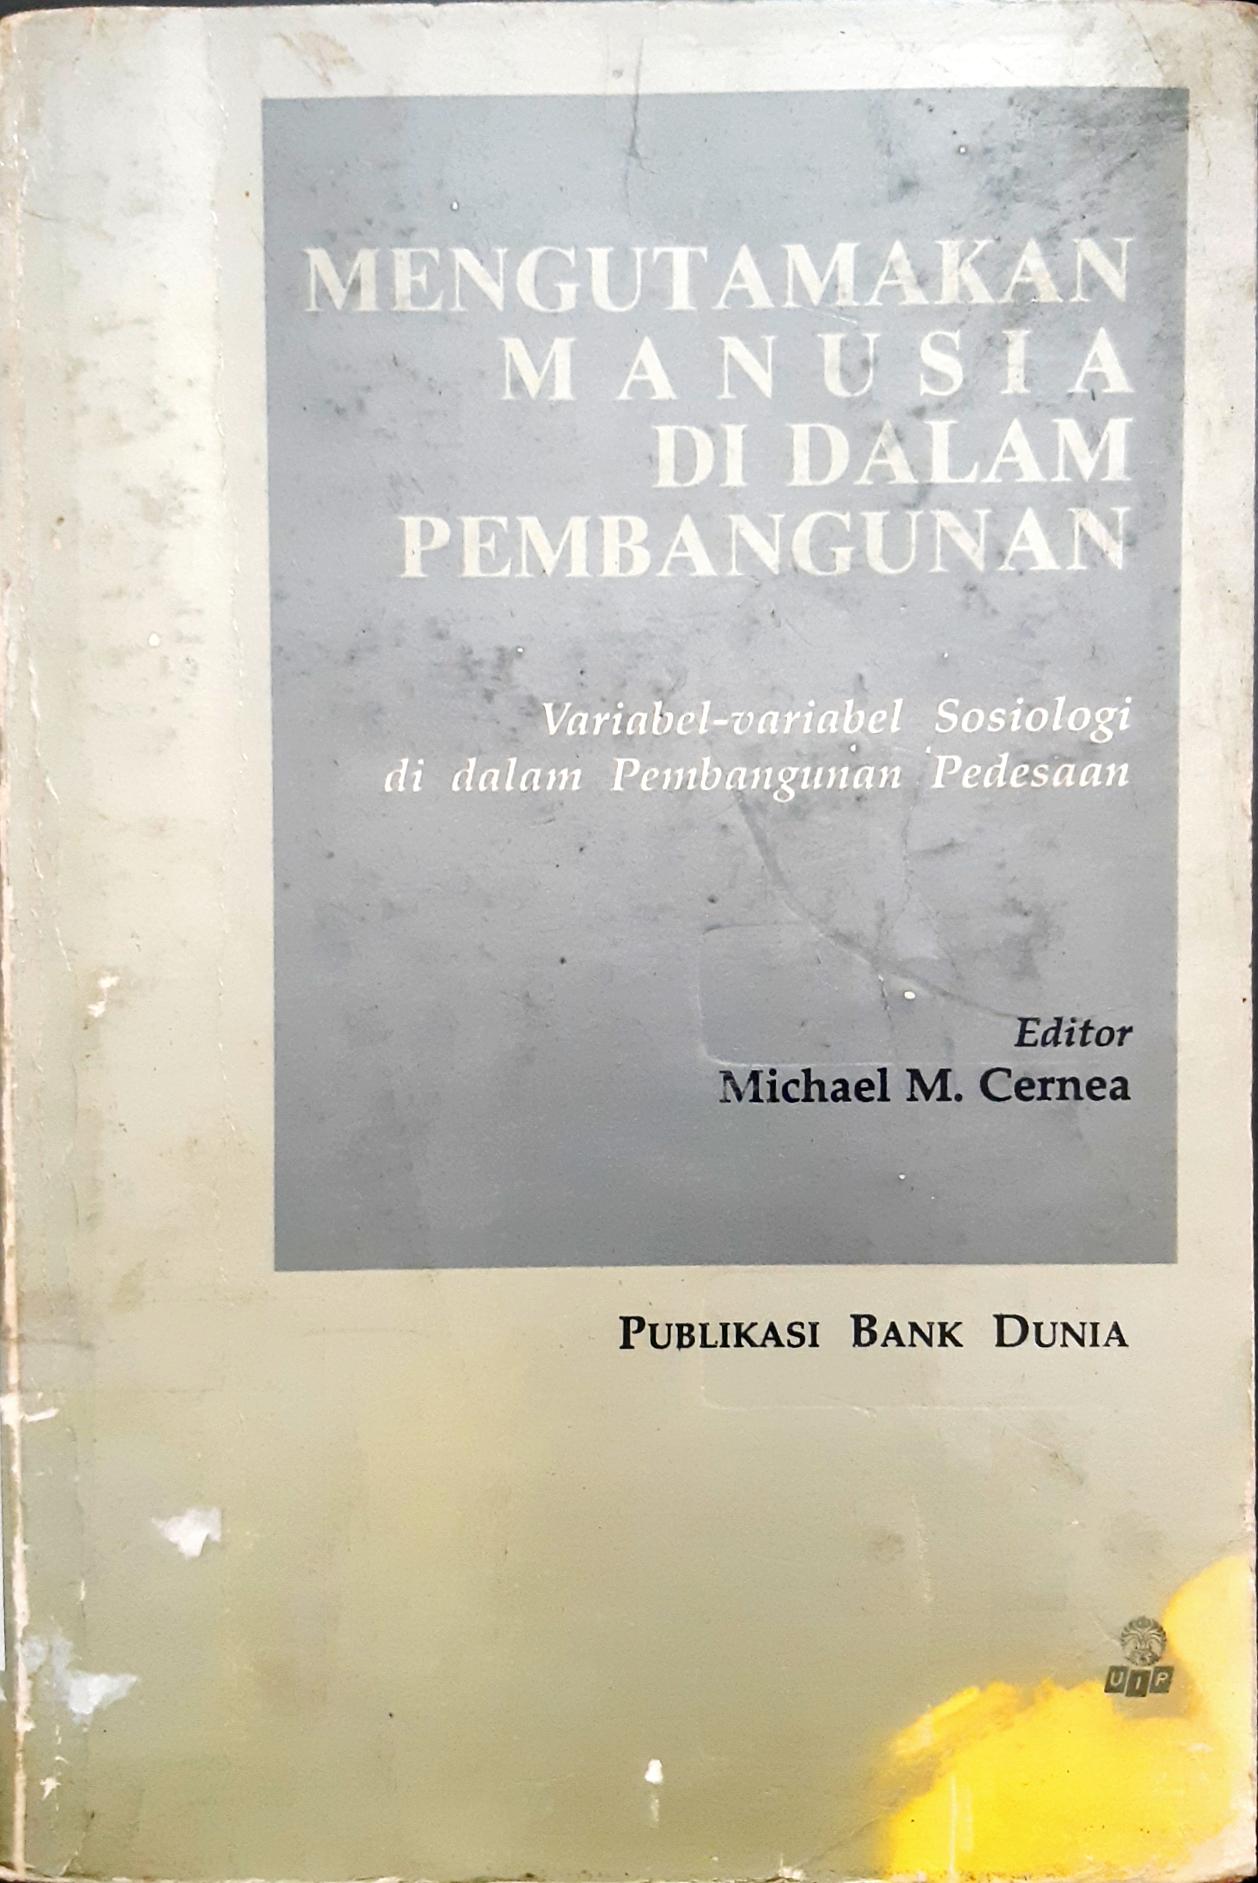 MENGUTAMAKAN
MANUSIA
DI DALAM
PEMBANGUNAN
Variabel-variabel Sosiologi
di dalam Pembangunan Pedesaan
Editor
Michael M. Cernea
PUBLIKASI BANK DUNIA
UIP